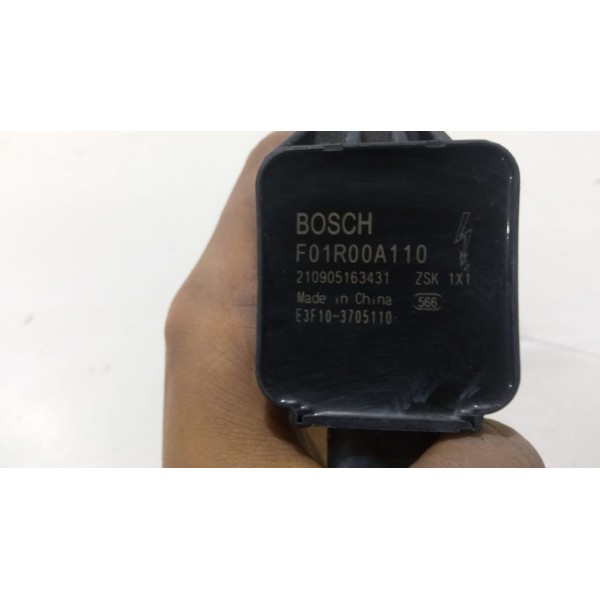 BOSCH
F01R00A110
210905163431 ZSK 1X1
Made in China 566
E3F10-3705110